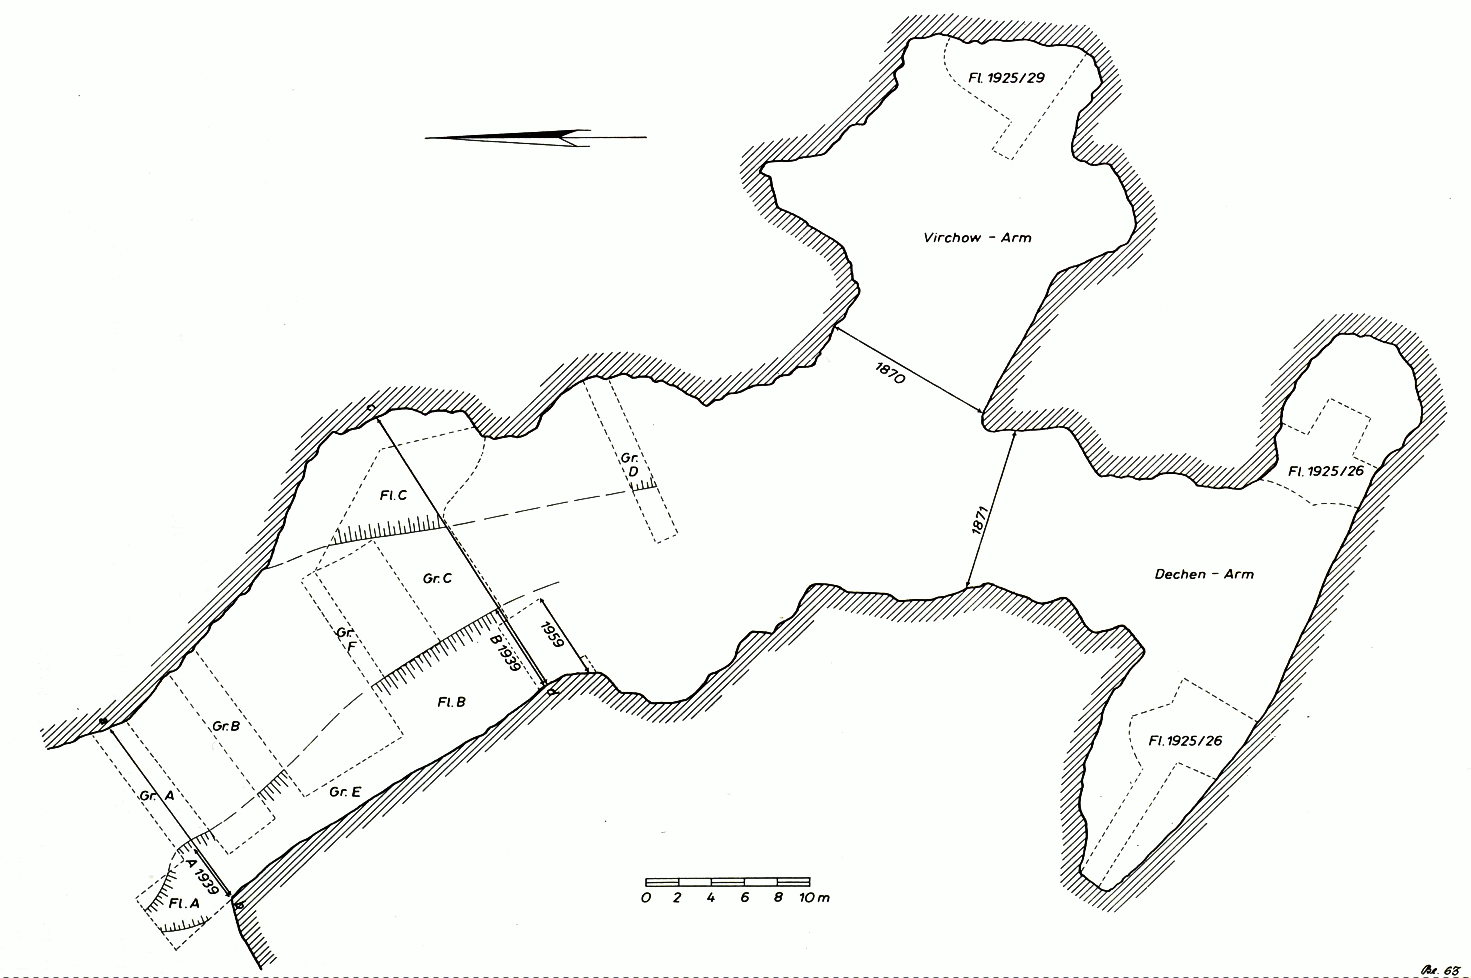 Fl. 1925/29
Virchow - Arm
1870
c
Gr. D
Fl. 1925/26
Fl. C
1871
Dechen - Arm
Gr. C
1959
Gr. F
B 1939
d
Fl. B
a
Gr. B
Fl. 1925/26
Gr. E
Gr. A
A 1939
b
Fl. A
0 2 4 6 8 10 m
Be. 63